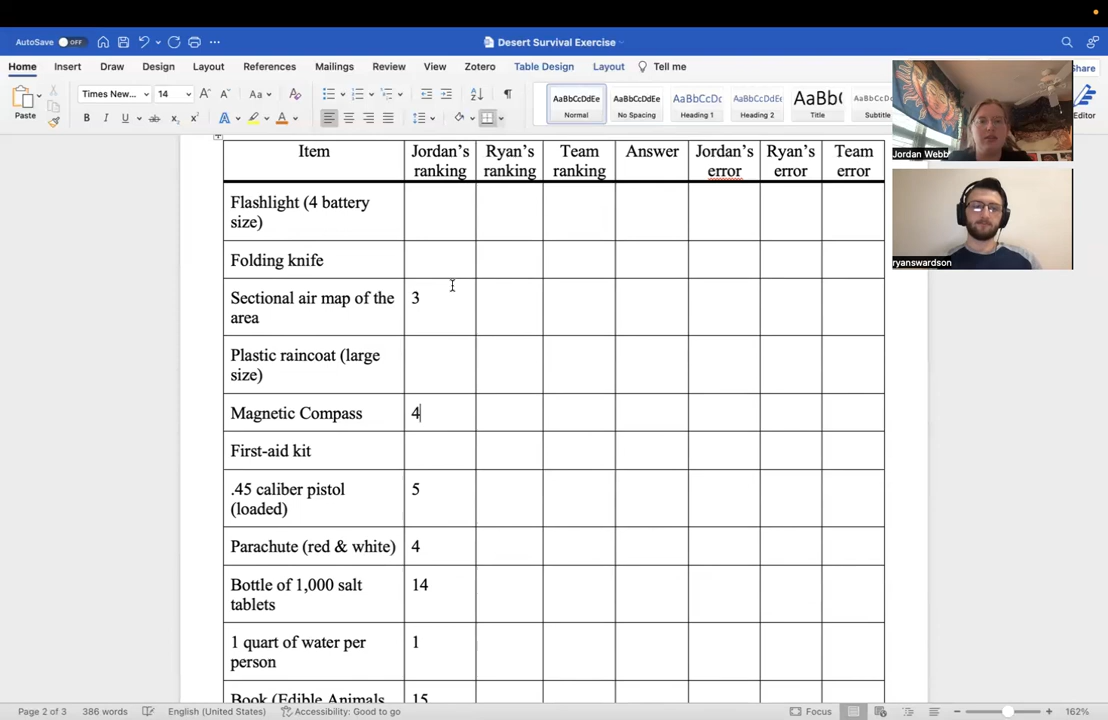 AutoSave OFF
Desert Survival Exercise
Home Insert Draw Design Layout References Mailings Review View Zotero Table Design Layout Tell me
Share
Paste
Times New... 14
AaBbCcDdEe AaBbCcDdEe AaBbCcDc AaBbCcDdEe AaBbC AaBbCcDd
Normal No Spacing Heading 1 Heading 2 Title Subtitle
Editor
Jordan Webb
ryanswardson
Item Jordan's ranking Ryan's ranking Team ranking Answer Jordan's error Ryan's error Team error
Flashlight (4 battery
size)
Folding knife
Sectional air map of the 3
area
Plastic raincoat (large
size)
Magnetic Compass 4
First-aid kit
.45 caliber pistol 5
(loaded)
Parachute (red & white) 4
Bottle of 1,000 salt 14
tablets
1 quart of water per 1
person
Book (Edible Animals 15
Page 2 of 3 386 words English (United States) Accessibility: Good to go Focus 162%